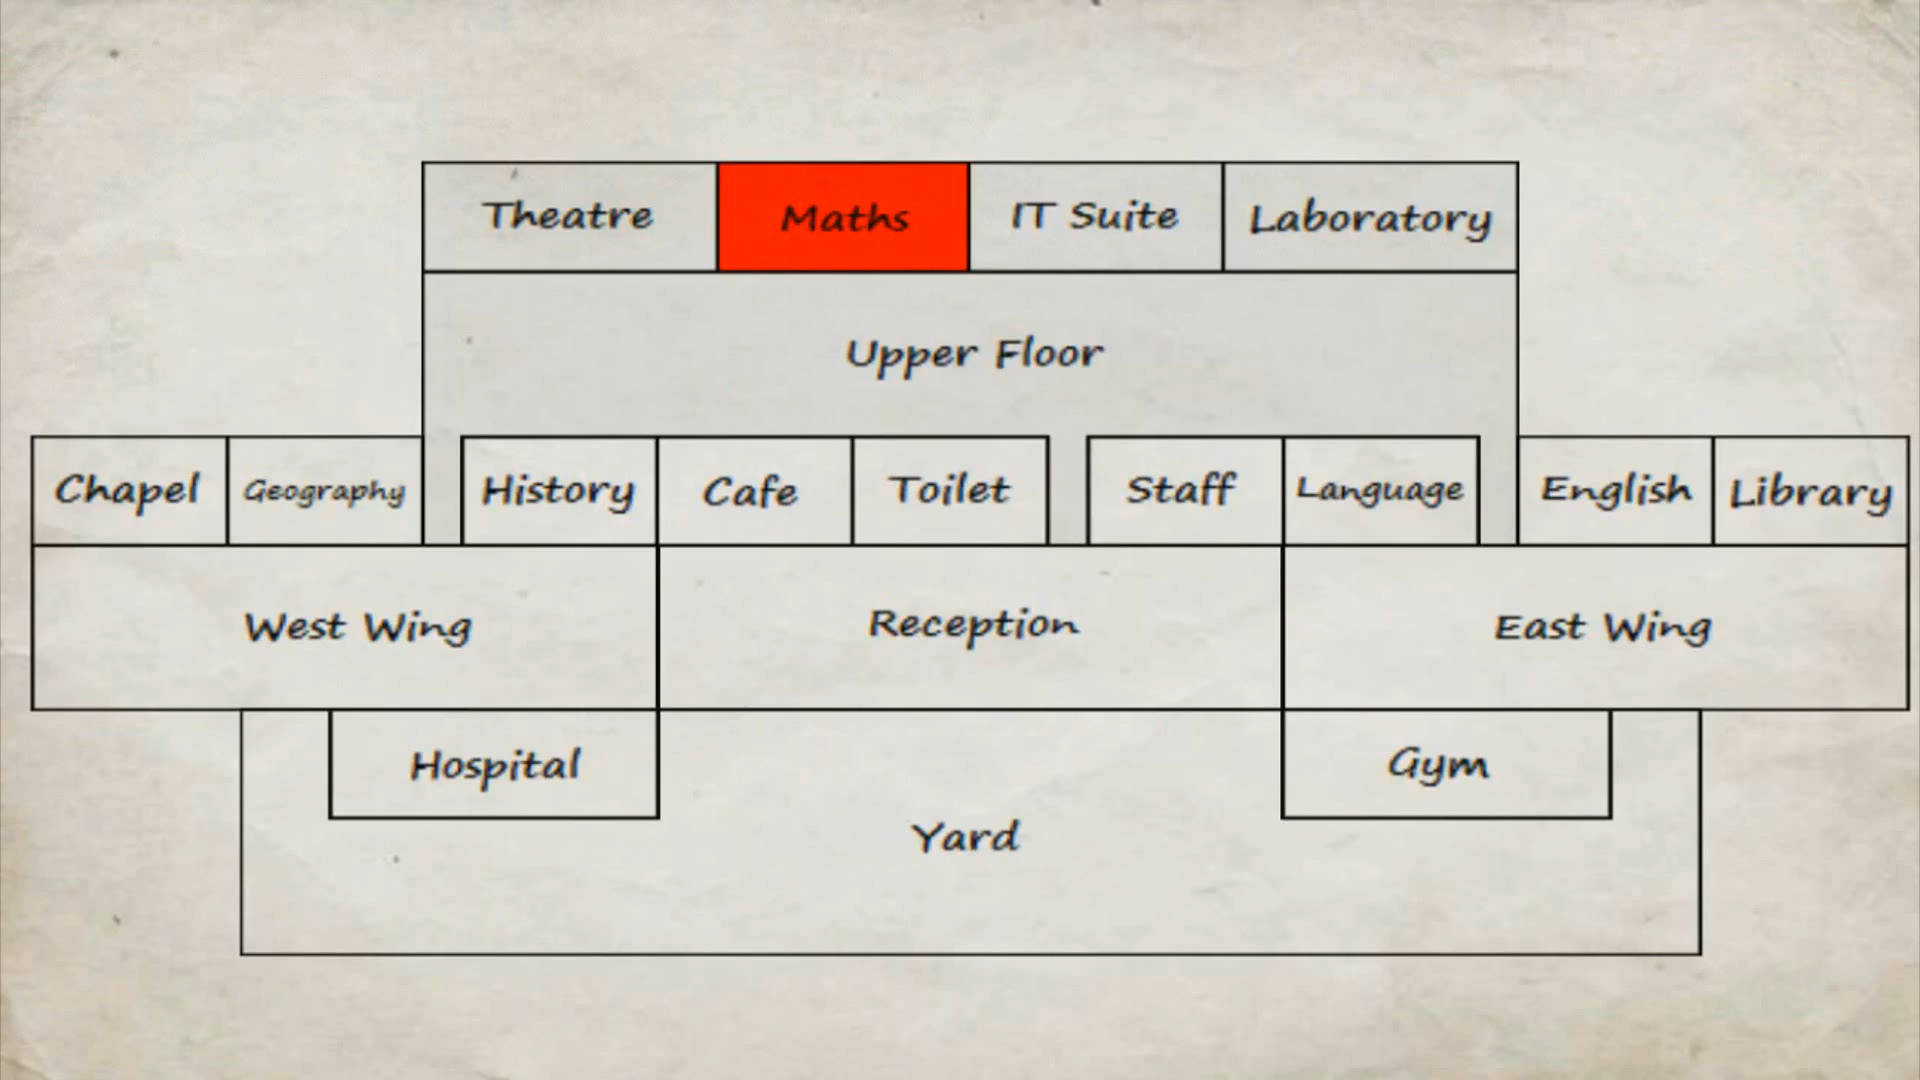 Theatre
Maths
IT Suite
Laboratory
Upper Floor
Chapel
Geography
History
Cafe
Toilet
Staff
Language
English
Library
West Wing
Reception
East Wing
Hospital
Gym
Yard